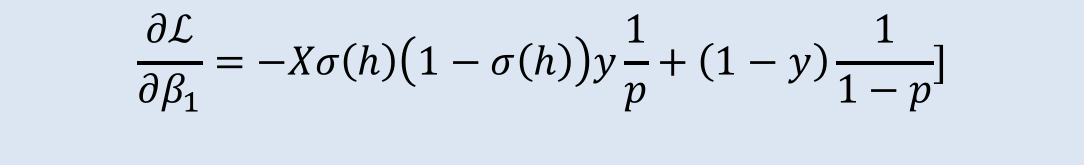 ∂ℒ/∂β₁ = −Xσ(h)(1 − σ(h))y 1/p + (1 − y) 1/(1 − p)]